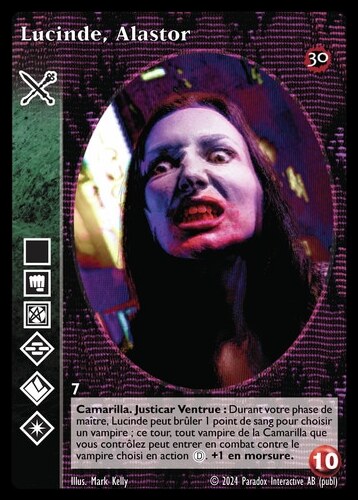 Lucinde, Alastor
30
7
Camarilla. Justicar Ventrue : Durant votre phase de
maître, Lucinde peut brûler 1 point de sang pour choisir
un vampire ; ce tour, tout vampire de la Camarilla que
vous contrôlez peut entrer en combat contre le
vampire choisi en action Ⓓ. +1 en morsure.
10
Illus. Mark Kelly
© 2024 Paradox Interactive AB (publ)